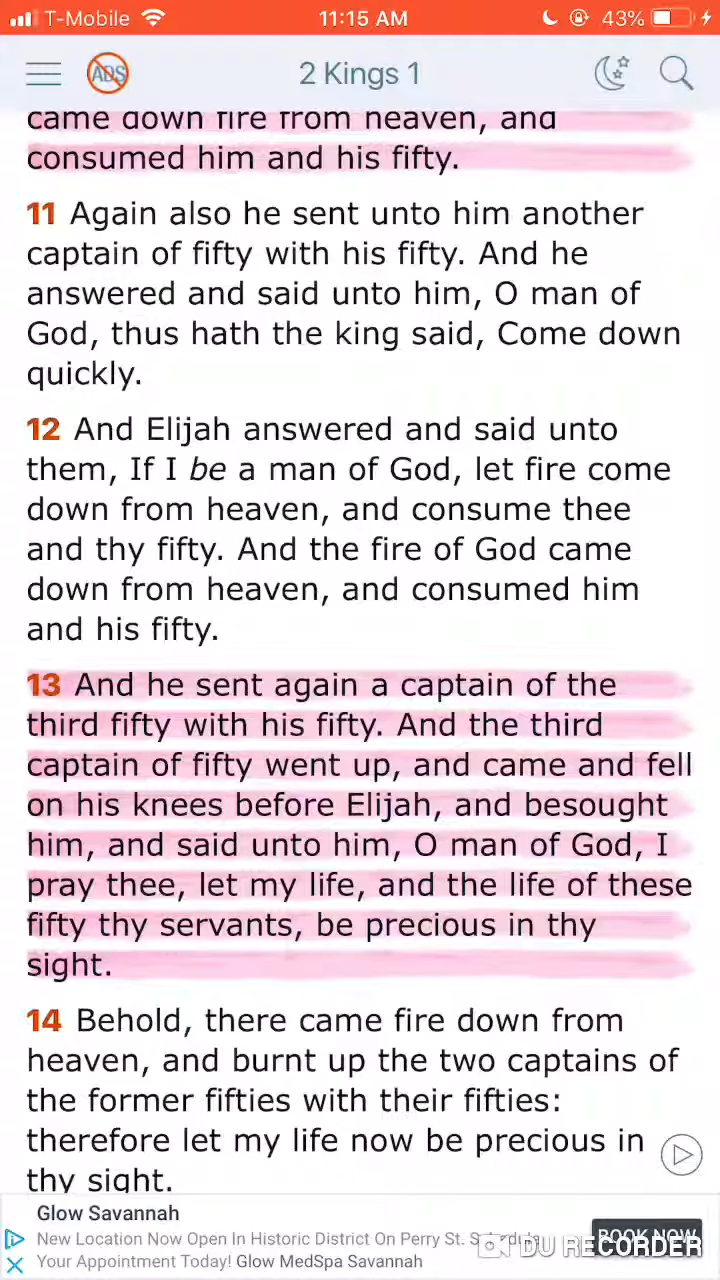 T-Mobile 11:15 AM 43%
ADS 2 Kings 1
came down fire from heaven, and
consumed him and his fifty.
11 Again also he sent unto him another
captain of fifty with his fifty. And he
answered and said unto him, O man of
God, thus hath the king said, Come down
quickly.
12 And Elijah answered and said unto
them, If I be a man of God, let fire come
down from heaven, and consume thee
and thy fifty. And the fire of God came
down from heaven, and consumed him
and his fifty.
13 And he sent again a captain of the
third fifty with his fifty. And the third
captain of fifty went up, and came and fell
on his knees before Elijah, and besought
him, and said unto him, O man of God, I
pray thee, let my life, and the life of these
fifty thy servants, be precious in thy
sight.
14 Behold, there came fire down from
heaven, and burnt up the two captains of
the former fifties with their fifties:
therefore let my life now be precious in
thy sight.
Glow Savannah
New Location Now Open In Historic District On Perry St.
BOOK NOW
DU RECORDER
Your Appointment Today! Glow MedSpa Savannah